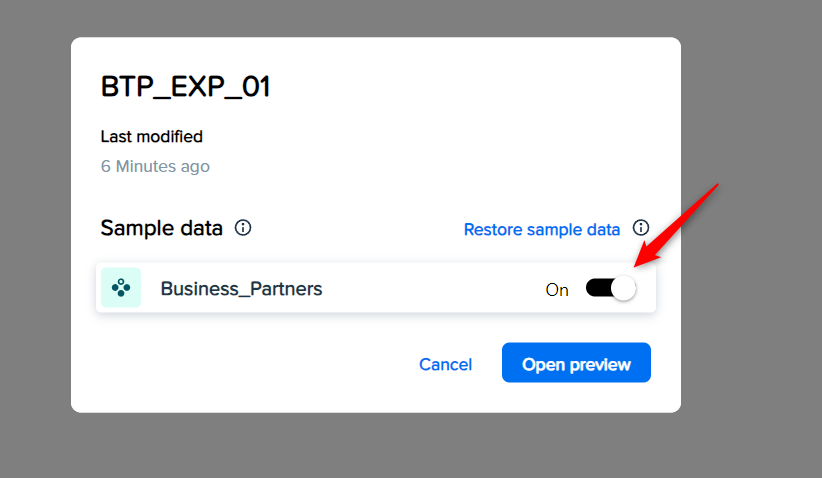 BTP_EXP_01
Last modified
6 Minutes ago
Sample data Restore sample data
Business_Partners On
Cancel Open preview